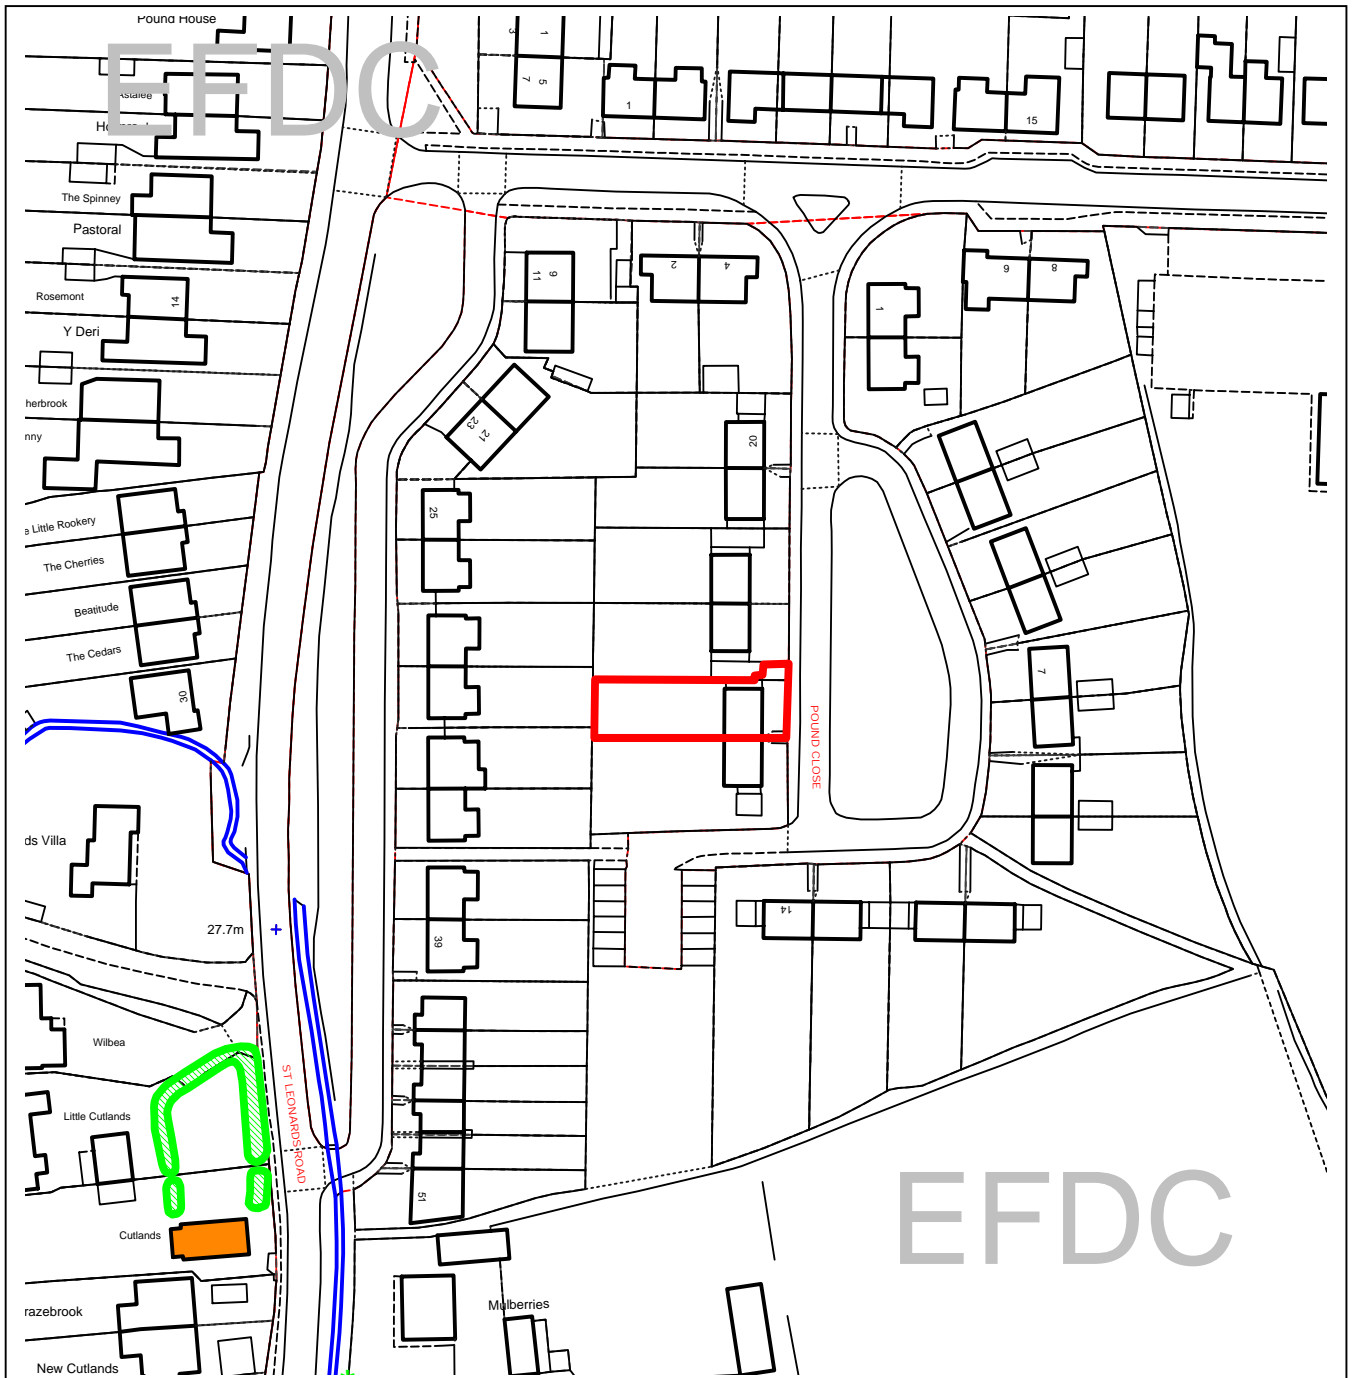 Pound House
EFDC
3
1
7
5
1
15
The Spinney
Pastoral
2
4
6
8
9
11
Rosemont
14
1
Y Deri
herbrook
20
nny
23
21
25
e Little Rookery
The Cherries
Beatitude
The Cedars
7
30
POUND CLOSE
ds Villa
14
27.7m
39
Wilbea
ST LEONARDS ROAD
Little Cutlands
51
EFDC
Cutlands
razebrook
Mulberries
New Cutlands